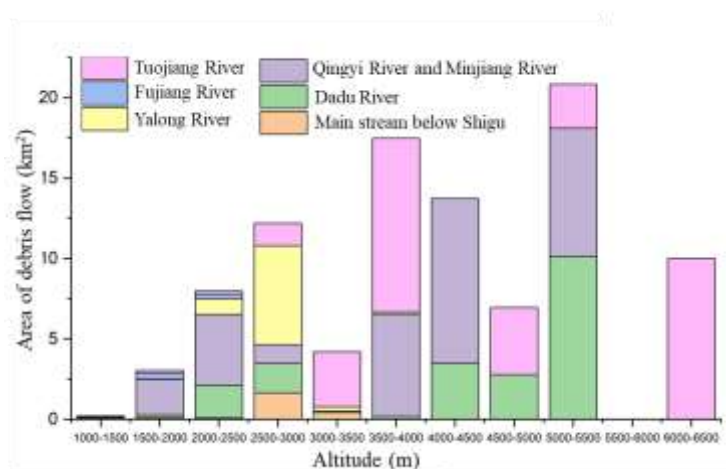 Tuojiang River
Qingyi River and Minjiang River
Fujiang River
Dadu River
Yalong River
Main stream below Shigu
Area of debris flow (km²)
20
15
10
5
0
1000-1500 1500-2000 2000-2500 2500-3000 3000-3500 3500-4000 4000-4500 4500-5000 5000-5500 5500-6000 6000-6500
Altitude (m)